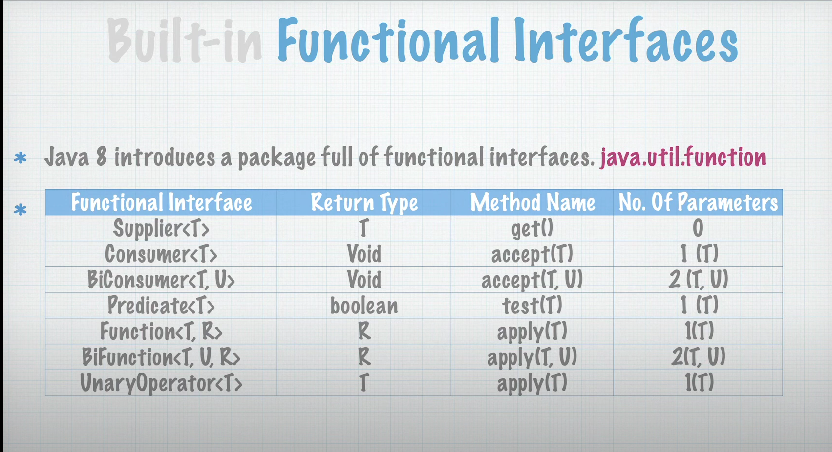 Built-in Functional Interfaces
* Java 8 introduces a package full of functional interfaces. java.util.function
*
Functional Interface Return Type Method Name No. Of Parameters
Supplier<T> T get() 0
Consumer<T> Void accept(T) 1 (T)
BiConsumer<T, U> Void accept(T, U) 2 (T, U)
Predicate<T> boolean test(T) 1 (T)
Function<T, R> R apply(T) 1(T)
BiFunction<T, U, R> R apply(T, U) 2(T, U)
UnaryOperator<T> T apply(T) 1(T)